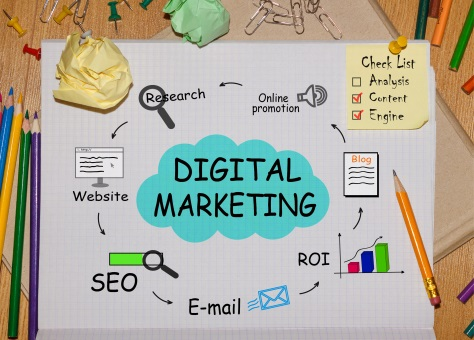 Check List
Analysis
Content
Engine
Research
Online
promotion
Blog
Website
DIGITAL
MARKETING
ROI
SEO
E-mail